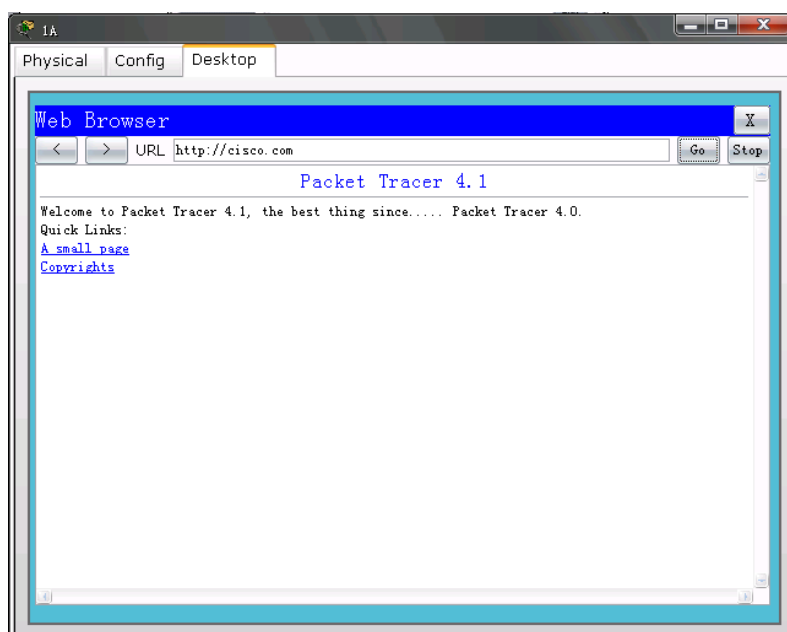 1A
Physical Config Desktop
Web Browser X
< > URL http://cisco.com Go Stop
Packet Tracer 4.1
Welcome to Packet Tracer 4.1, the best thing since..... Packet Tracer 4.0.
Quick Links:
A small page
Copyrights